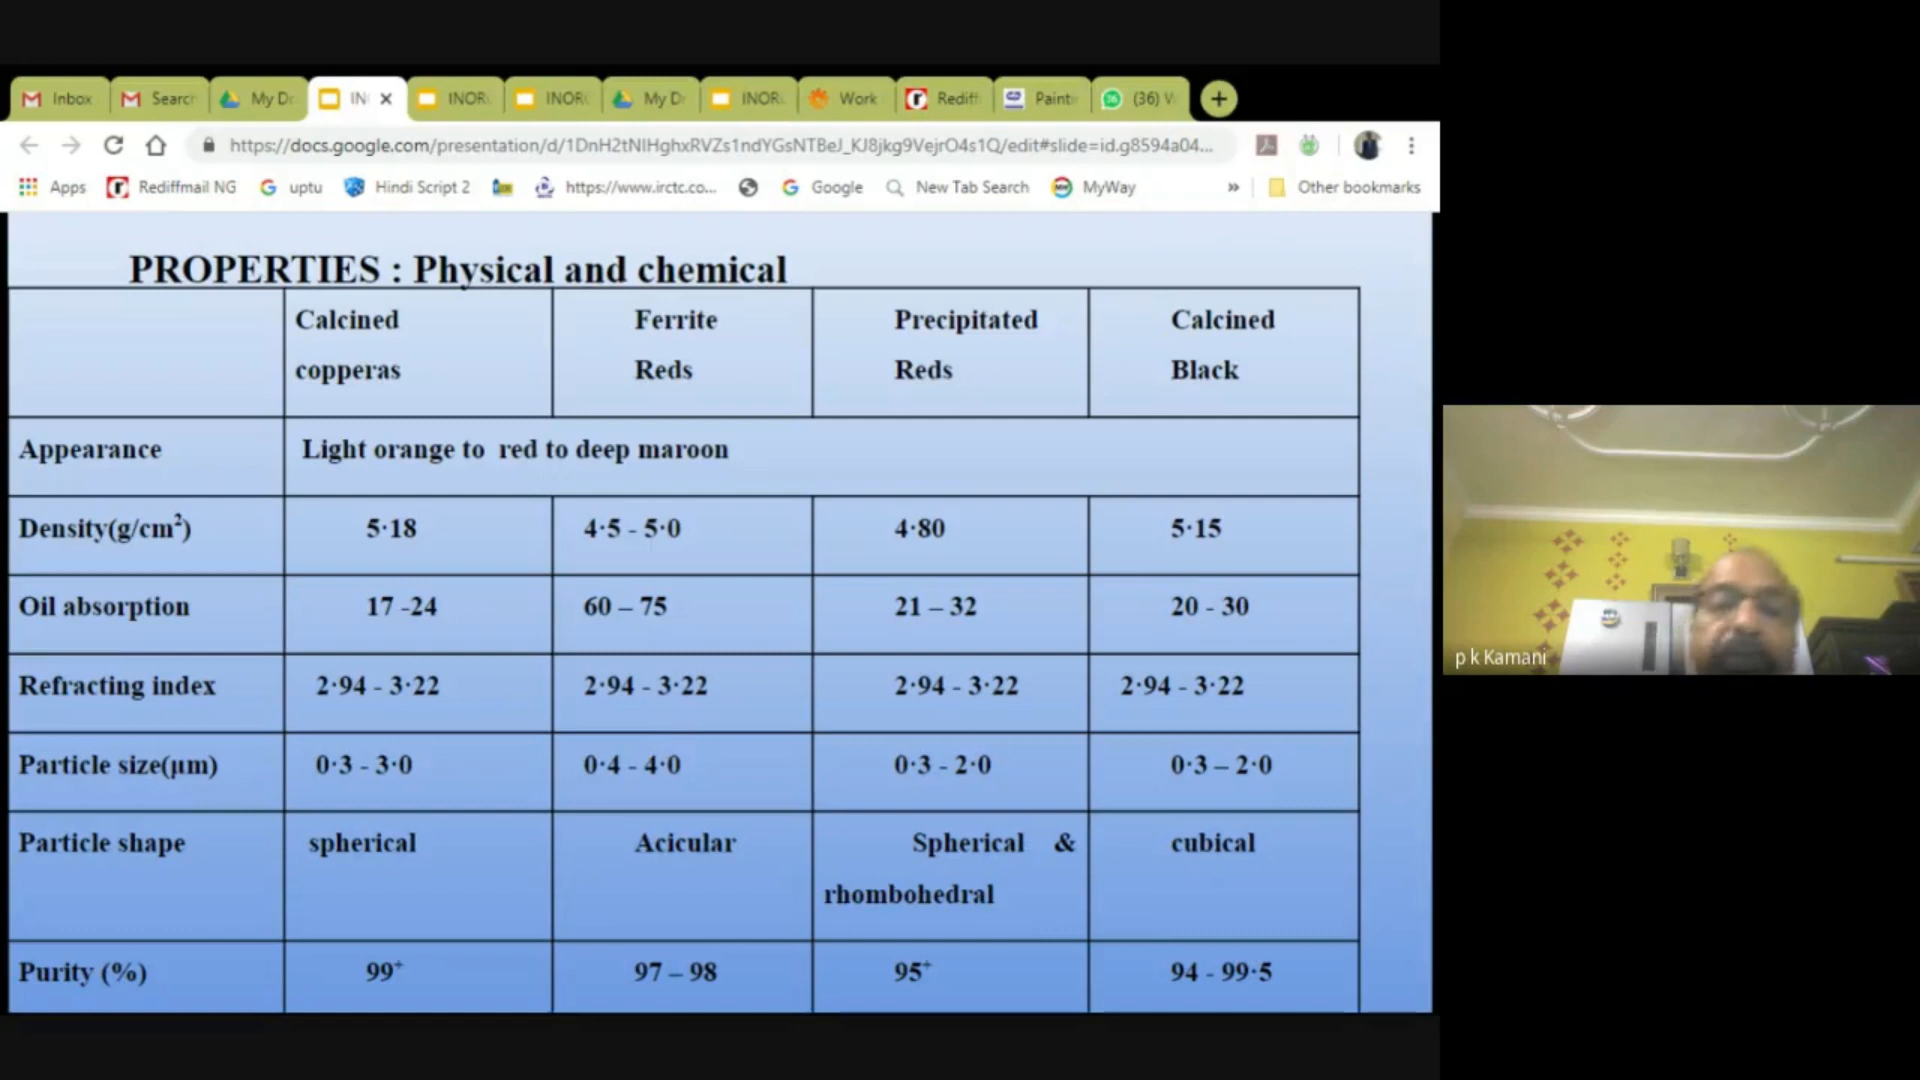 Inbox
Search
My Dr
IN
INOR
INOR
My Dr
INOR
Work
Rediff
Painti
(36) W
https://docs.google.com/presentation/d/1DnH2tNlHghxRVZs1ndYGsNTBeJ_KJ8jkg9VejrO4s1Q/edit#slide=id.g8594a04...
Apps
Rediffmail NG
uptu
Hindi Script 2
https://www.irctc.co...
Google
New Tab Search
MyWay
»
Other bookmarks
PROPERTIES : Physical and chemical
Calcined copperas
Ferrite Reds
Precipitated Reds
Calcined Black
Appearance Light orange to red to deep maroon
Density(g/cm²) 5·18 4·5 - 5·0 4·80 5·15
Oil absorption 17 -24 60 – 75 21 – 32 20 - 30
Refracting index 2·94 - 3·22 2·94 - 3·22 2·94 - 3·22 2·94 - 3·22
Particle size(µm) 0·3 - 3·0 0·4 - 4·0 0·3 - 2·0 0·3 – 2·0
Particle shape spherical Acicular Spherical & rhombohedral cubical
Purity (%) 99⁺ 97 – 98 95⁺ 94 - 99·5
p k Kamani